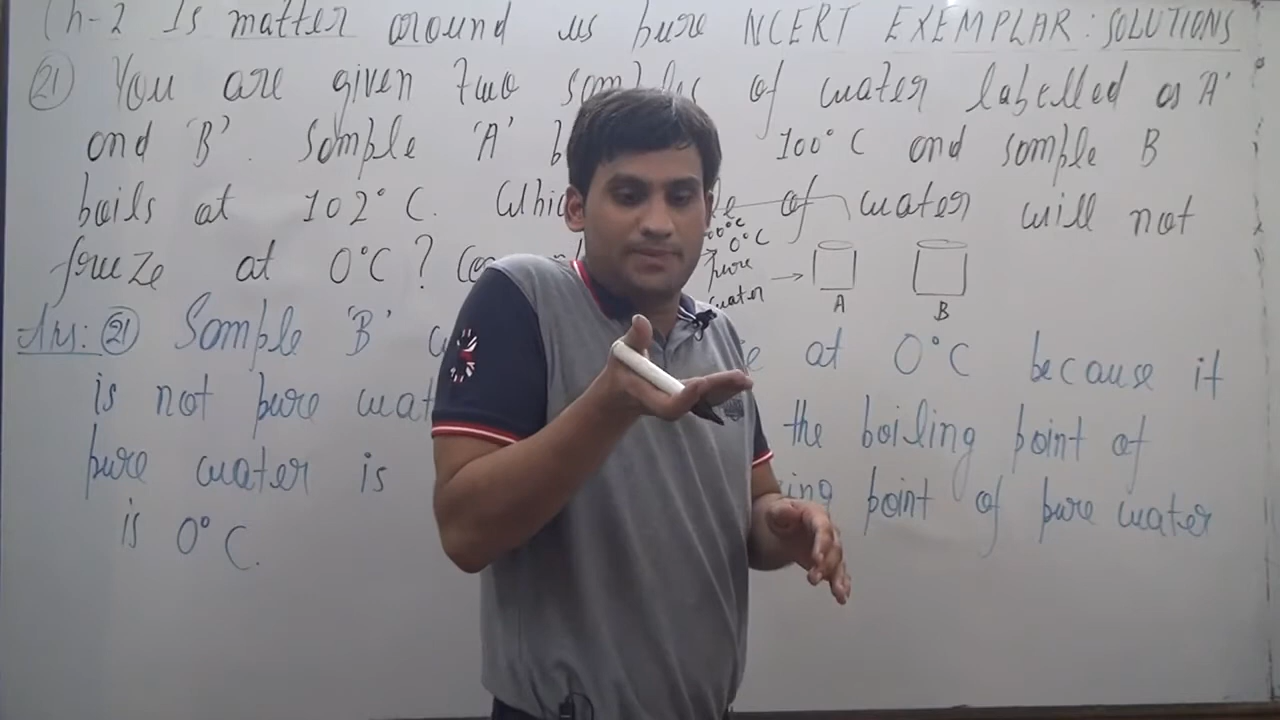 Ch-2 Is matter around us pure NCERT EXEMPLAR: SOLUTIONS
21 You are given two samples of water labelled as 'A'
and 'B'. Sample 'A' 100°C and sample B
boils at 102°C. of water will not
freeze at 0°C?
0°C
pure
water
A B
Ans: 21 Sample 'B' at 0°C because it
is not pure the boiling point of
pure water is point of pure water
is 0°C.